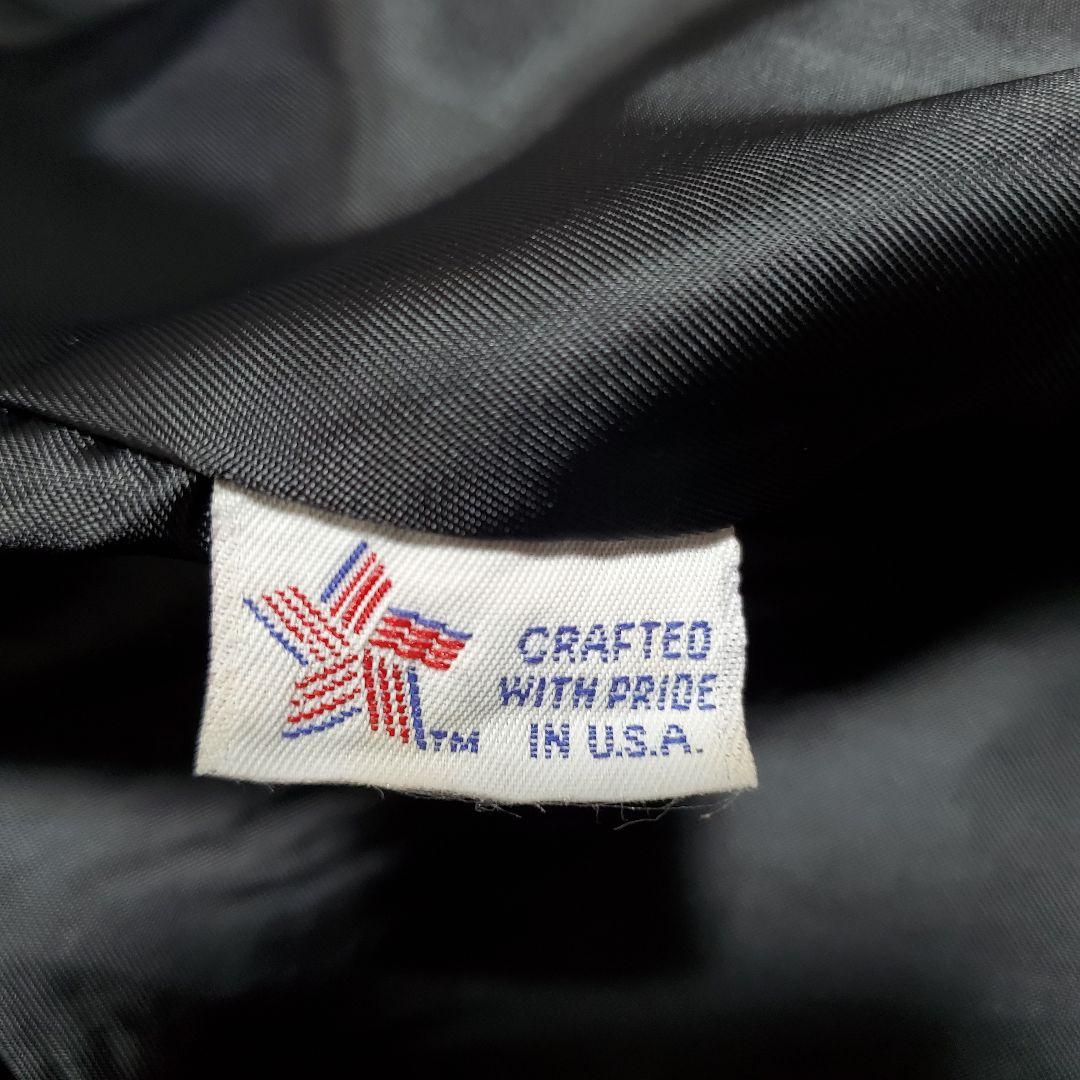 CRAFTED
WITH PRIDE
IN U.S.A.
TM